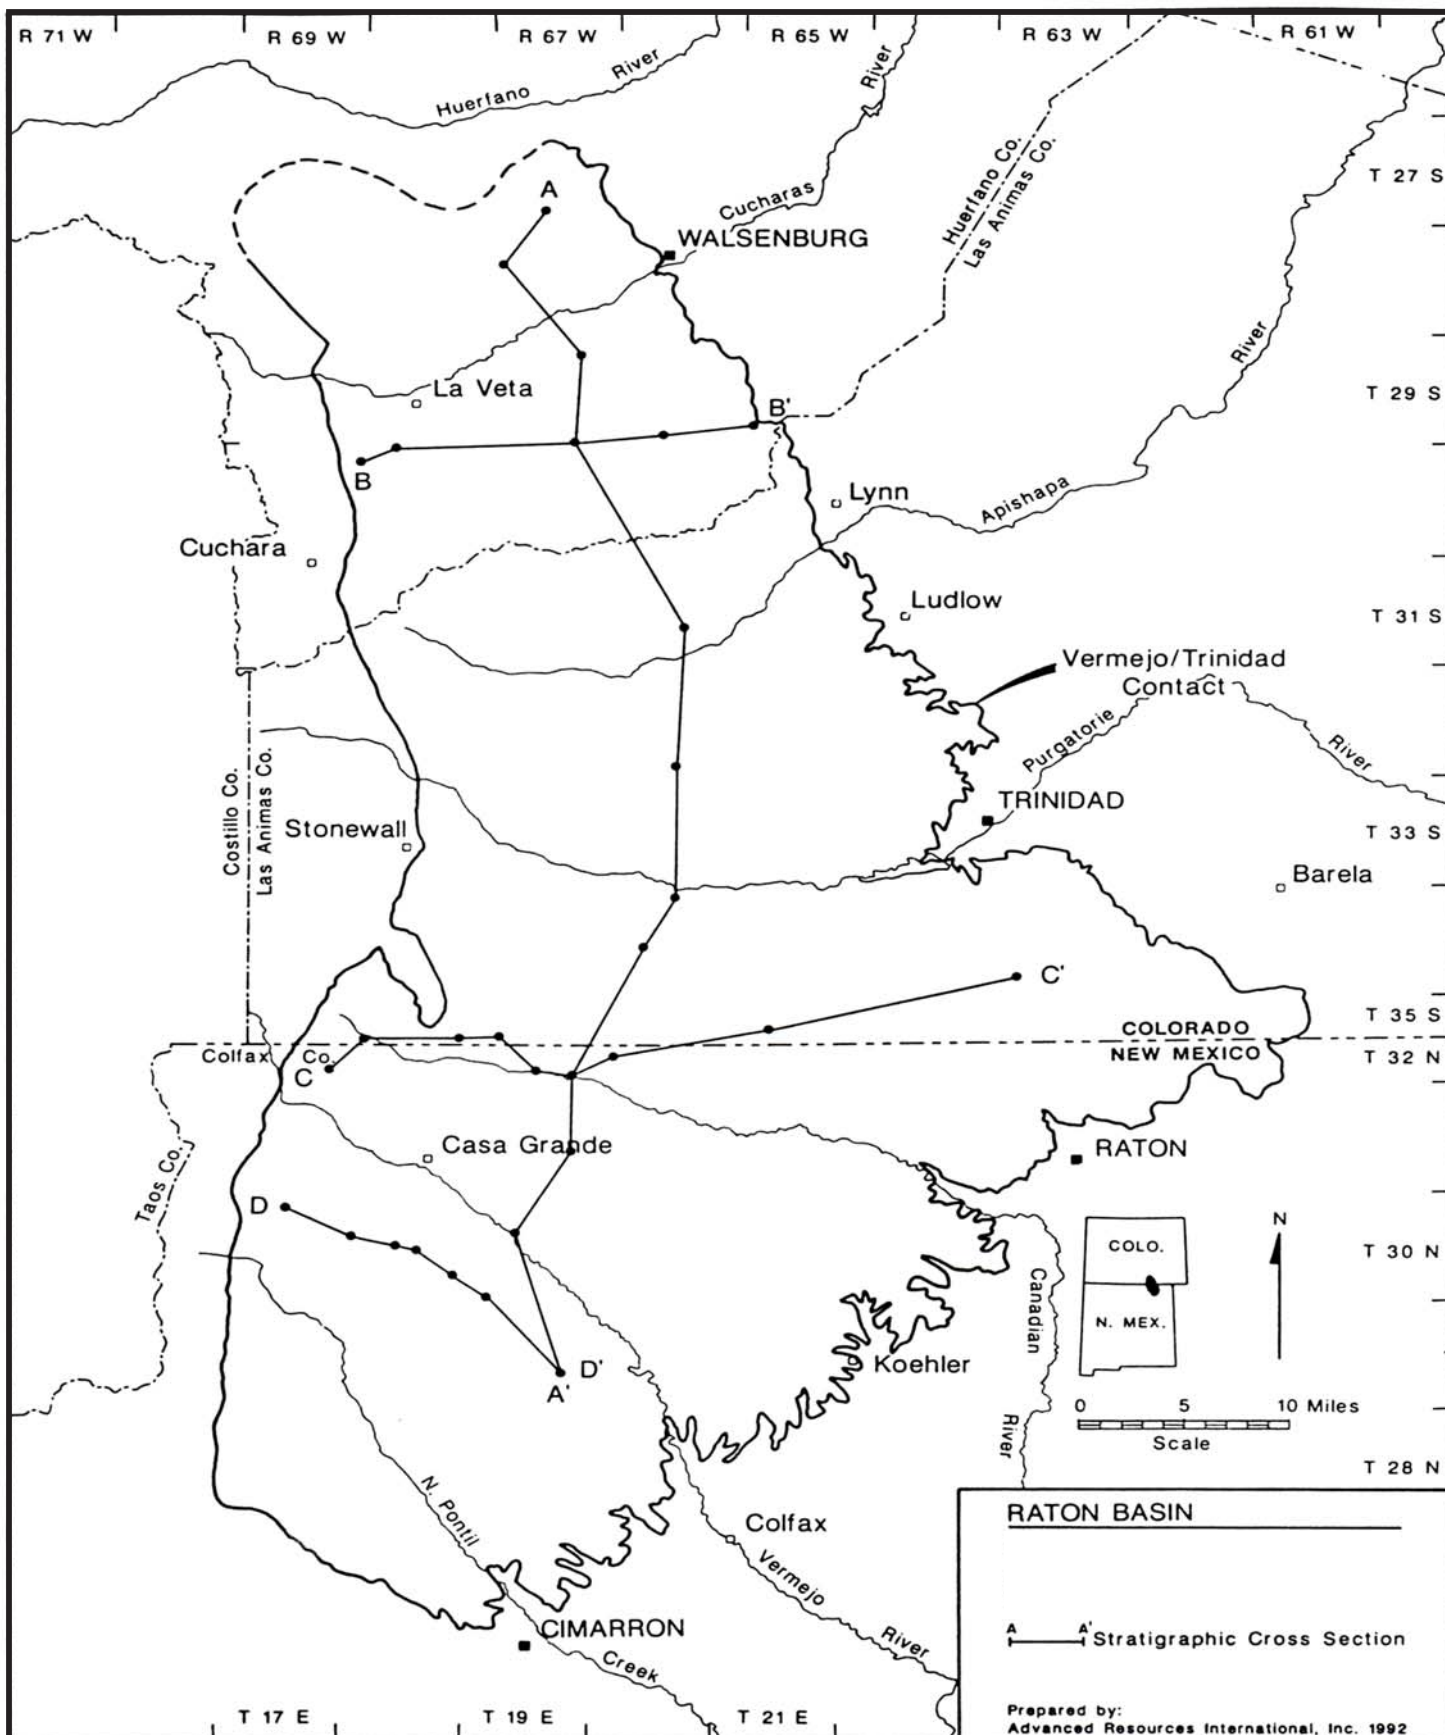 R 71 W
R 69 W
R 67 W
R 65 W
R 63 W
R 61 W
Huerfano
River
River
Cucharas
T 27 S
A
WALSENBURG
Huerfano Co.
Las Animas Co.
River
La Veta
B'
T 29 S
B
Lynn
Apishapa
Cuchara
Ludlow
T 31 S
Vermejo/Trinidad
Contact
Purgatorie
River
Costillo Co.
Las Animas Co.
TRINIDAD
Stonewall
T 33 S
Barela
C'
T 35 S
COLORADO
NEW MEXICO
Colfax Co.
T 32 N
C
Casa Grande
RATON
Taos Co.
D
N
COLO.
T 30 N
Canadian
River
N. MEX.
Koehler
D'
A'
0 5 10 Miles
Scale
T 28 N
N. Pontil
Creek
Colfax
Vermejo
River
CIMARRON
RATON BASIN
A A' Stratigraphic Cross Section
Prepared by:
Advanced Resources International, Inc. 1992
T 17 E
T 19 E
T 21 E